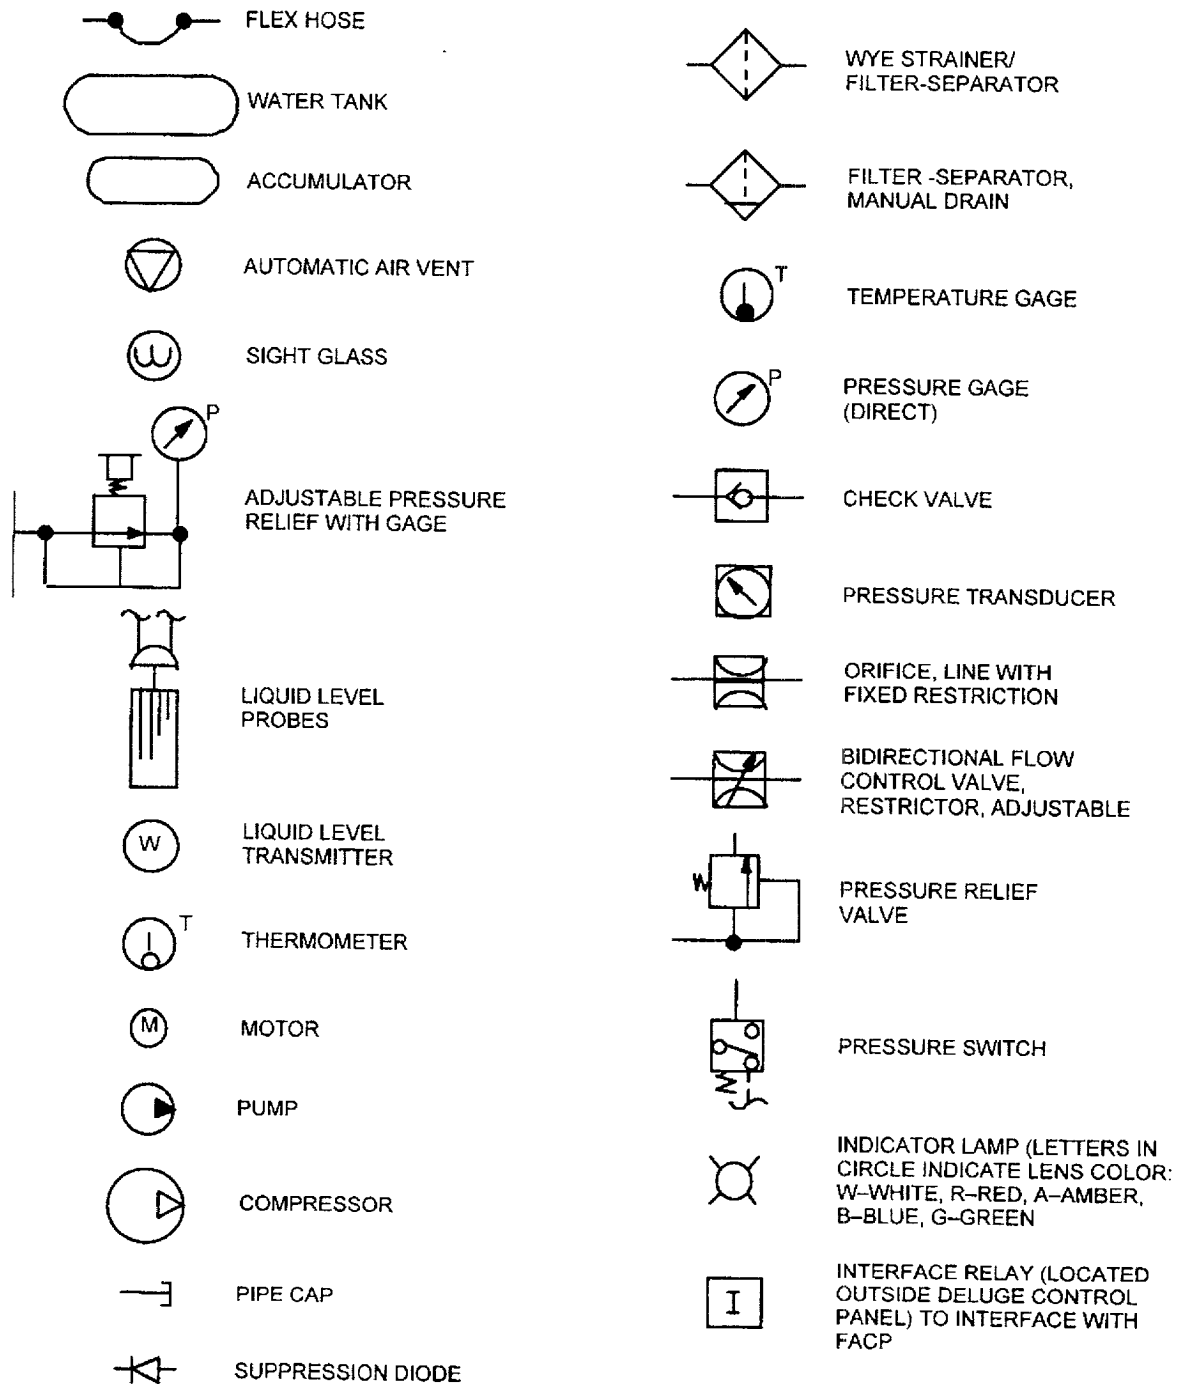 FLEX HOSE
WATER TANK
ACCUMULATOR
AUTOMATIC AIR VENT
SIGHT GLASS
P
ADJUSTABLE PRESSURE
RELIEF WITH GAGE
LIQUID LEVEL
PROBES
W
LIQUID LEVEL
TRANSMITTER
T
THERMOMETER
M
MOTOR
PUMP
COMPRESSOR
PIPE CAP
SUPPRESSION DIODE
WYE STRAINER/
FILTER-SEPARATOR
FILTER -SEPARATOR,
MANUAL DRAIN
T
TEMPERATURE GAGE
P
PRESSURE GAGE
(DIRECT)
CHECK VALVE
PRESSURE TRANSDUCER
ORIFICE, LINE WITH
FIXED RESTRICTION
BIDIRECTIONAL FLOW
CONTROL VALVE,
RESTRICTOR, ADJUSTABLE
PRESSURE RELIEF
VALVE
PRESSURE SWITCH
INDICATOR LAMP (LETTERS IN
CIRCLE INDICATE LENS COLOR:
W–WHITE, R–RED, A–AMBER,
B–BLUE, G–GREEN
I
INTERFACE RELAY (LOCATED
OUTSIDE DELUGE CONTROL
PANEL) TO INTERFACE WITH
FACP